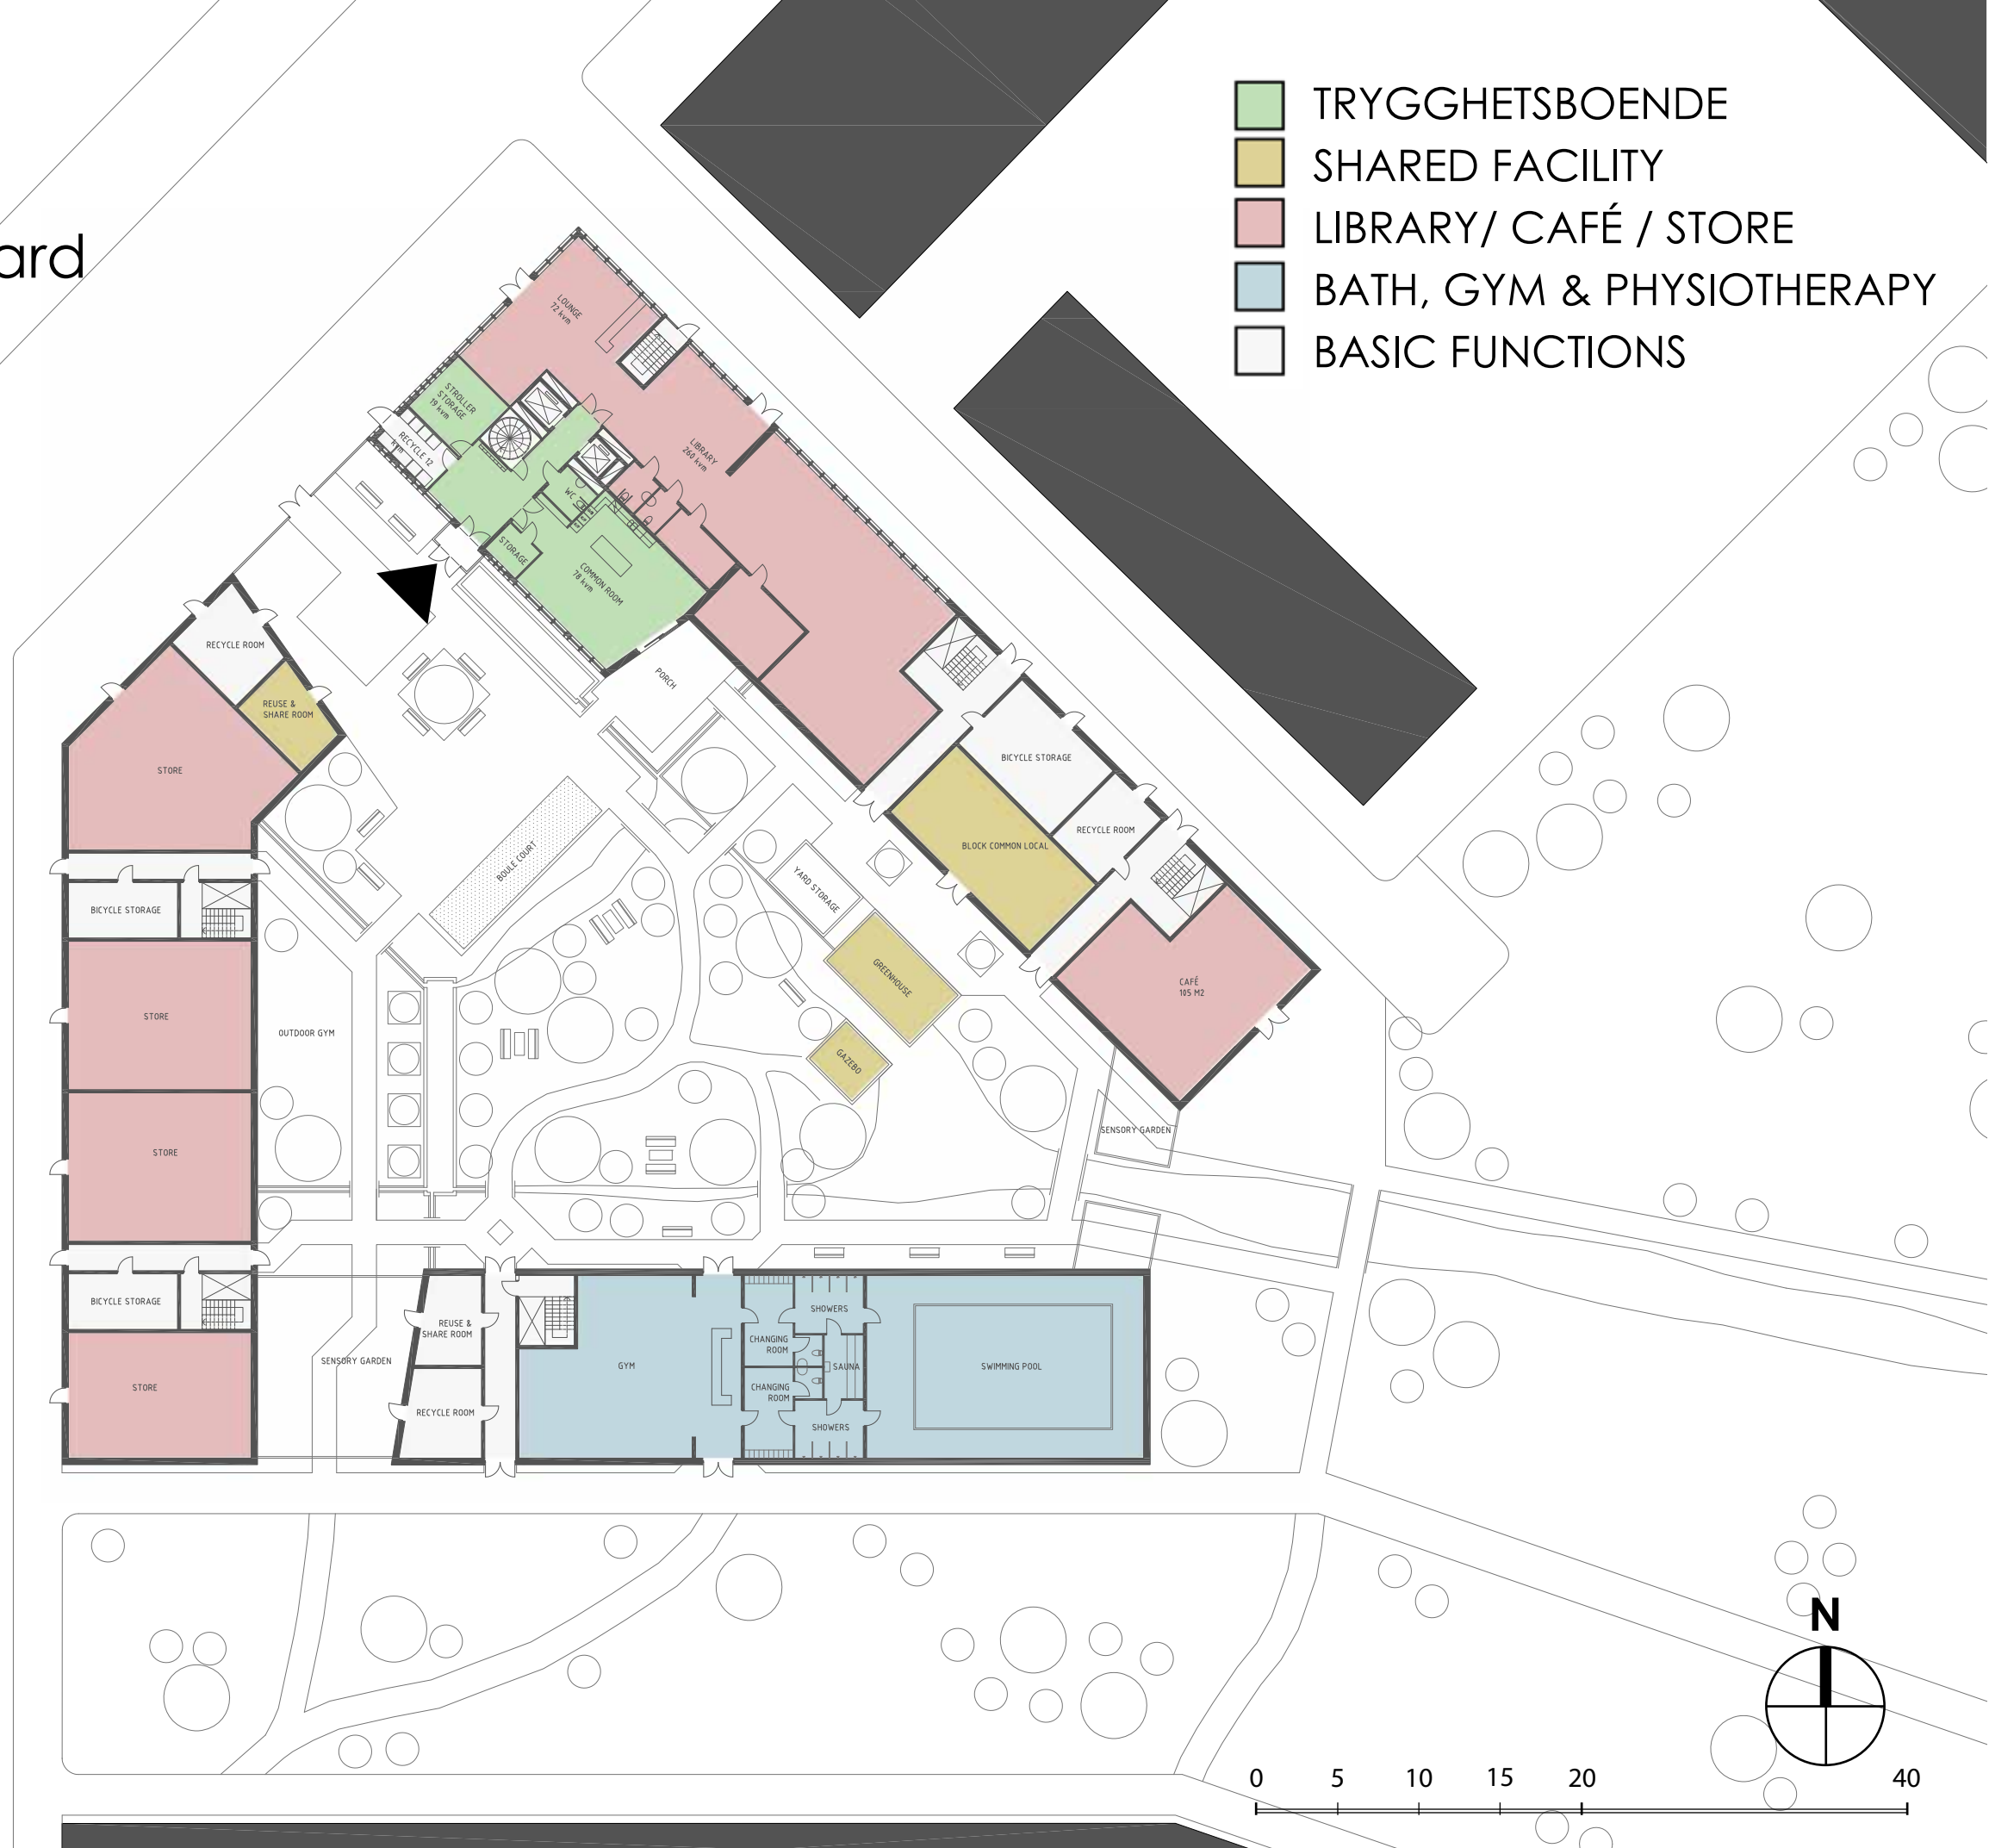 ard
TRYGGHETSBOENDE
SHARED FACILITY
LIBRARY/ CAFÉ / STORE
BATH, GYM & PHYSIOTHERAPY
BASIC FUNCTIONS
LOUNGE
72 kvm
STROLLER
STORAGE
19 kvm
RECYCLE 12
kvm
LIBRARY
260 kvm
WC
STORAGE
COMMON ROOM
78 kvm
PORCH
RECYCLE ROOM
REUSE &
SHARE ROOM
STORE
BICYCLE STORAGE
RECYCLE ROOM
BLOCK COMMON LOCAL
BOULE COURT
YARD STORAGE
BICYCLE STORAGE
GREENHOUSE
CAFÉ
105 M2
STORE
OUTDOOR GYM
GAZEBO
SENSORY GARDEN
STORE
BICYCLE STORAGE
REUSE &
SHARE ROOM
SHOWERS
CHANGING
ROOM
SENSORY GARDEN
GYM
SAUNA
SWIMMING POOL
STORE
CHANGING
ROOM
RECYCLE ROOM
SHOWERS
N
0 5 10 15 20 40